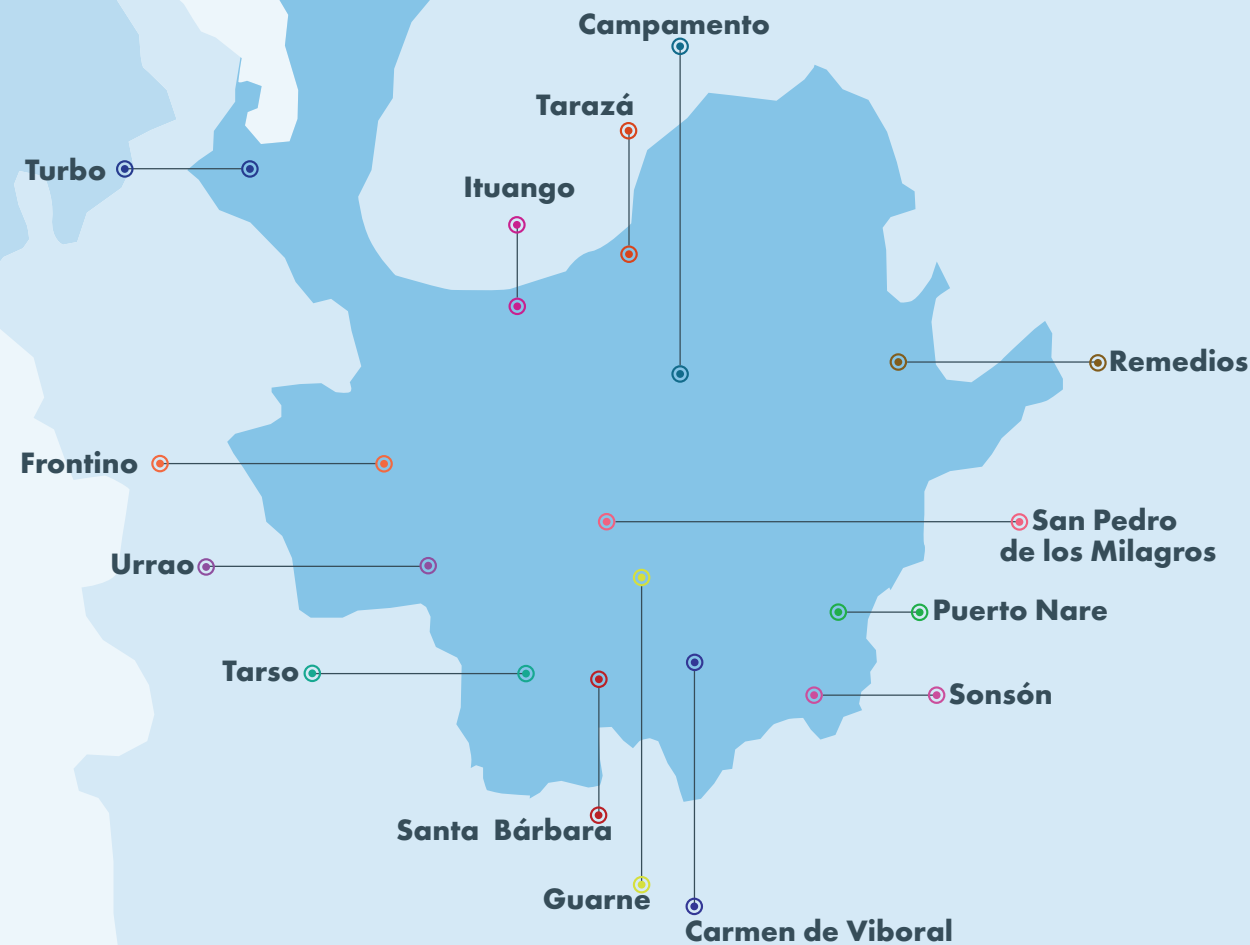 Campamento
Tarazá
Turbo
Ituango
Remedios
Frontino
San Pedro
de los Milagros
Urrao
Puerto Nare
Tarso
Sonsón
Santa Bárbara
Guarne
Carmen de Viboral